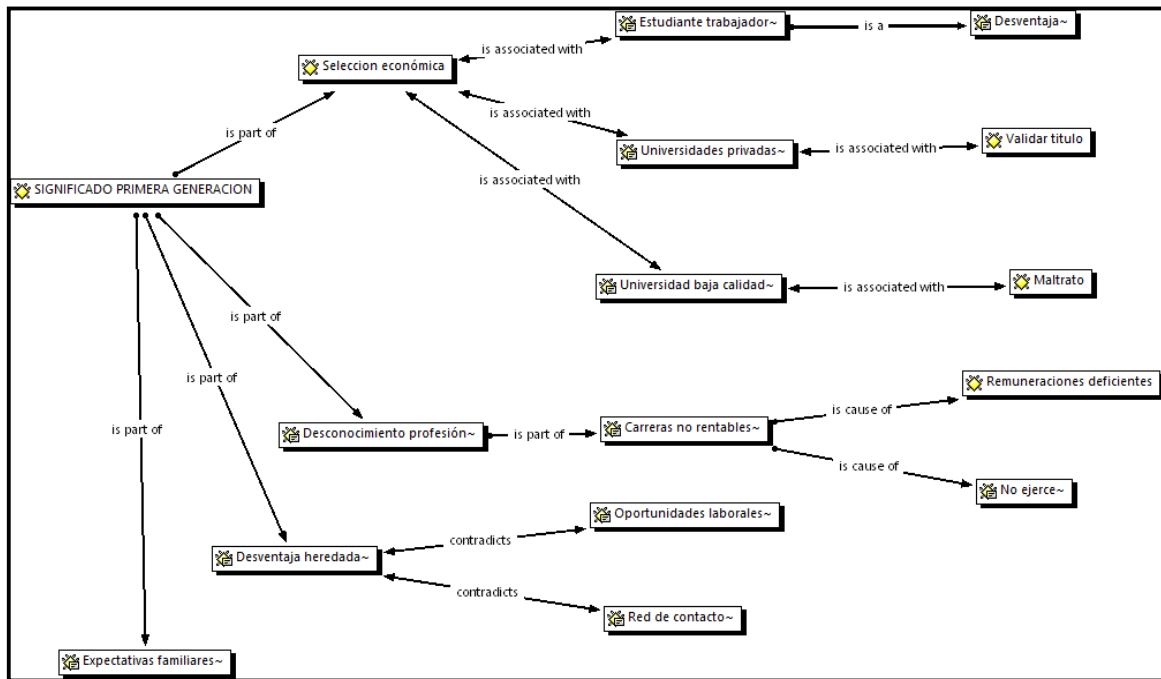 Estudiante trabajador~
is a
Desventaja~
is associated with
Seleccion económica
is associated with
Universidades privadas~
is associated with
Validar titulo
is part of
is associated with
SIGNIFICADO PRIMERA GENERACION
Universidad baja calidad~
is associated with
Maltrato
is part of
is part of
is part of
Desconocimiento profesión~
is part of
Carreras no rentables~
is cause of
Remuneraciones deficientes
is cause of
No ejerce~
Desventaja heredada~
contradicts
Oportunidades laborales~
contradicts
Red de contacto~
Expectativas familiares~